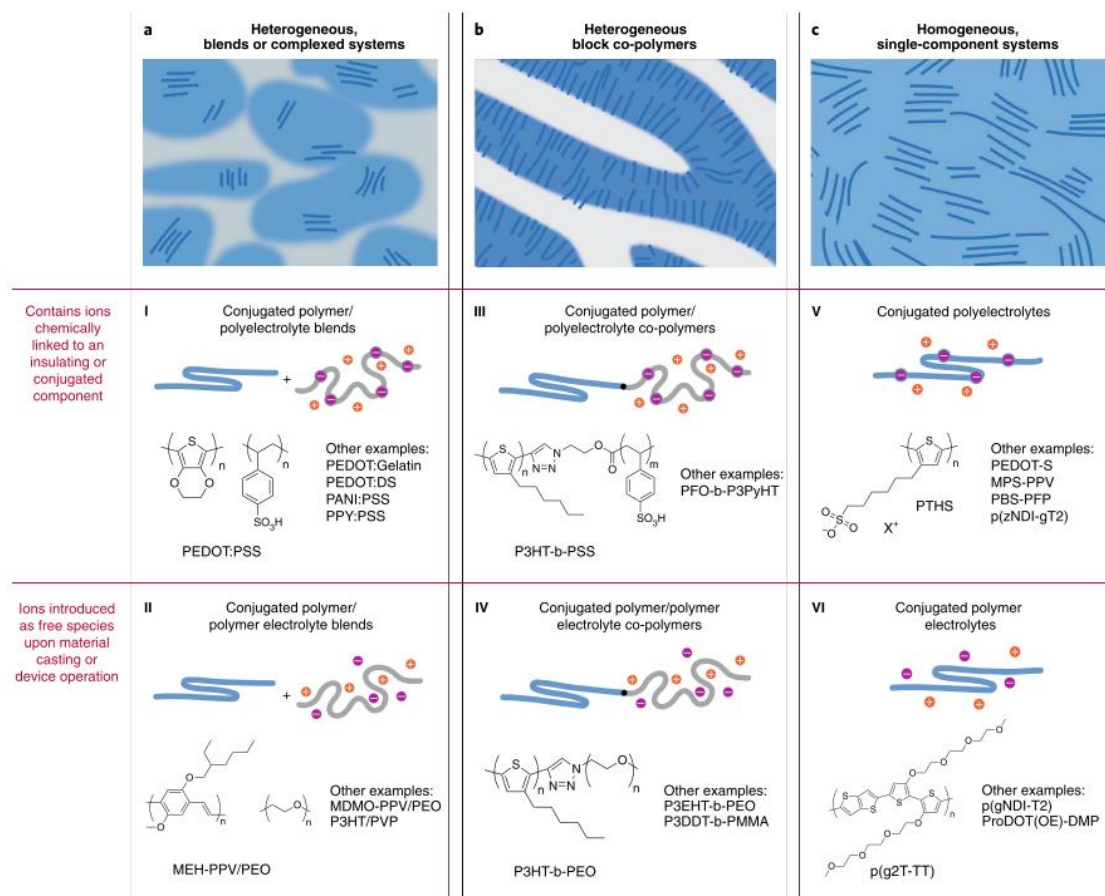 a
Heterogeneous,
blends or complexed systems
b
Heterogeneous
block co-polymers
c
Homogeneous,
single-component systems
Contains ions
chemically
linked to an
insulating or
conjugated
component
I
Conjugated polymer/
polyelectrolyte blends
+
S
n
O
O
n
SO₃H
Other examples:
PEDOT:Gelatin
PEDOT:DS
PANI:PSS
PPY:PSS
PEDOT:PSS
III
Conjugated polymer/
polyelectrolyte co-polymers
S
n
N
N=N
O
O
m
SO₃H
Other examples:
PFO-b-P3PyHT
P3HT-b-PSS
V
Conjugated polyelectrolytes
S
n
O
S
O
⁻O
X⁺
PTHS
Other examples:
PEDOT-S
MPS-PPV
PBS-PFP
p(zNDI-gT2)
Ions introduced
as free species
upon material
casting or
device operation
II
Conjugated polymer/
polymer electrolyte blends
+
O
O
n
O
n
Other examples:
MDMO-PPV/PEO
P3HT/PVP
MEH-PPV/PEO
IV
Conjugated polymer/polymer
electrolyte co-polymers
S
n
N
N=N
O
n
Other examples:
P3EHT-b-PEO
P3DDT-b-PMMA
P3HT-b-PEO
VI
Conjugated polymer
electrolytes
O
O
O
O
S
S
S
S
n
O
O
O
O
Other examples:
p(gNDI-T2)
ProDOT(OE)-DMP
p(g2T-TT)